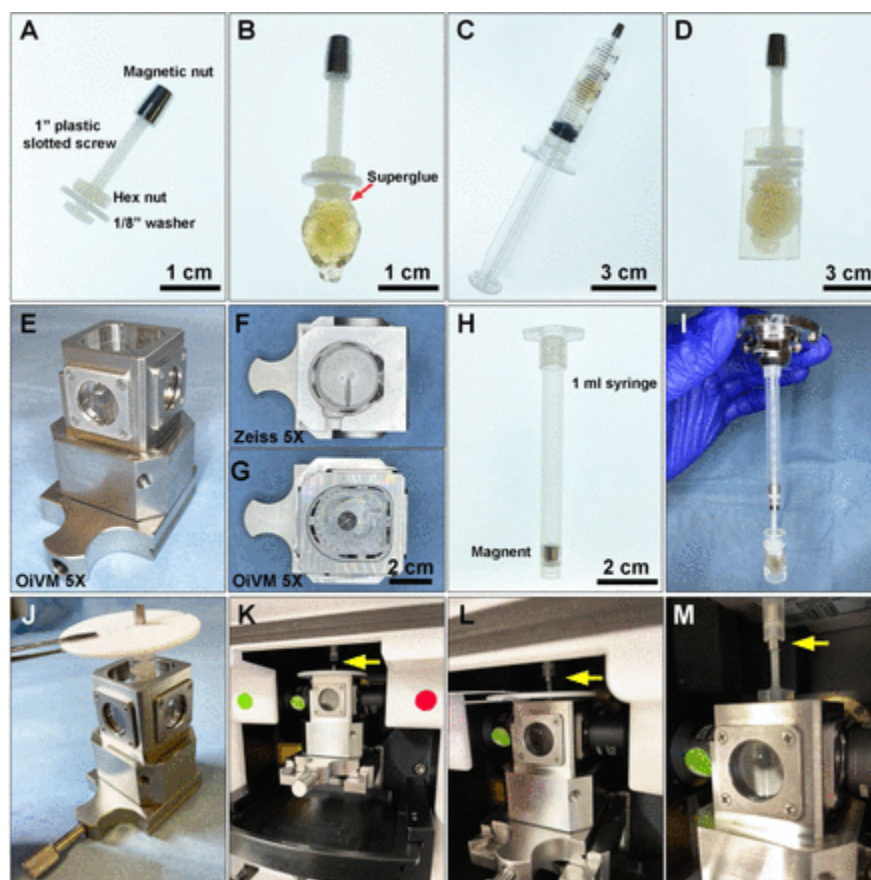 A
Magnetic nut
1" plastic
slotted screw
Hex nut
1/8" washer
1 cm
B
Superglue
1 cm
C
3 cm
D
3 cm
E
OiVM 5X
F
Zeiss 5X
G
OiVM 5X
2 cm
H
1 ml syringe
Magnent
2 cm
I
J
K
L
M